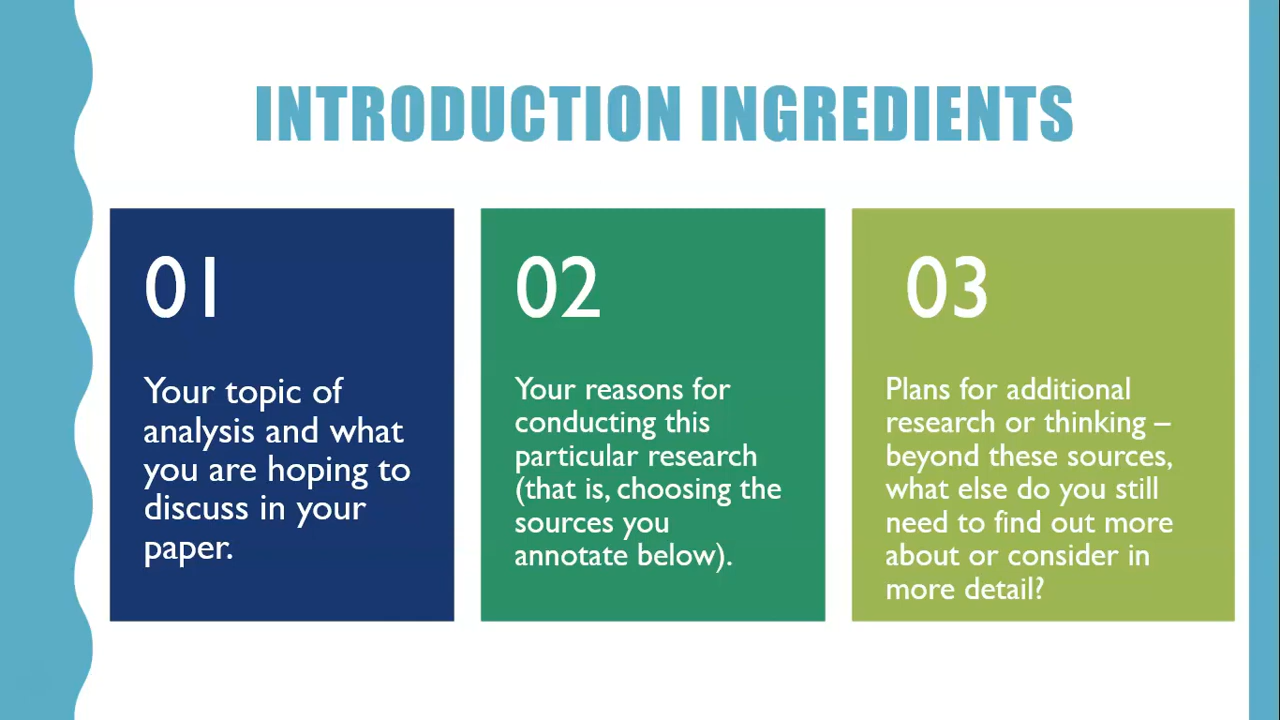 INTRODUCTION INGREDIENTS
01
Your topic of
analysis and what
you are hoping to
discuss in your
paper.
02
Your reasons for
conducting this
particular research
(that is, choosing the
sources you
annotate below).
03
Plans for additional
research or thinking –
beyond these sources,
what else do you still
need to find out more
about or consider in
more detail?